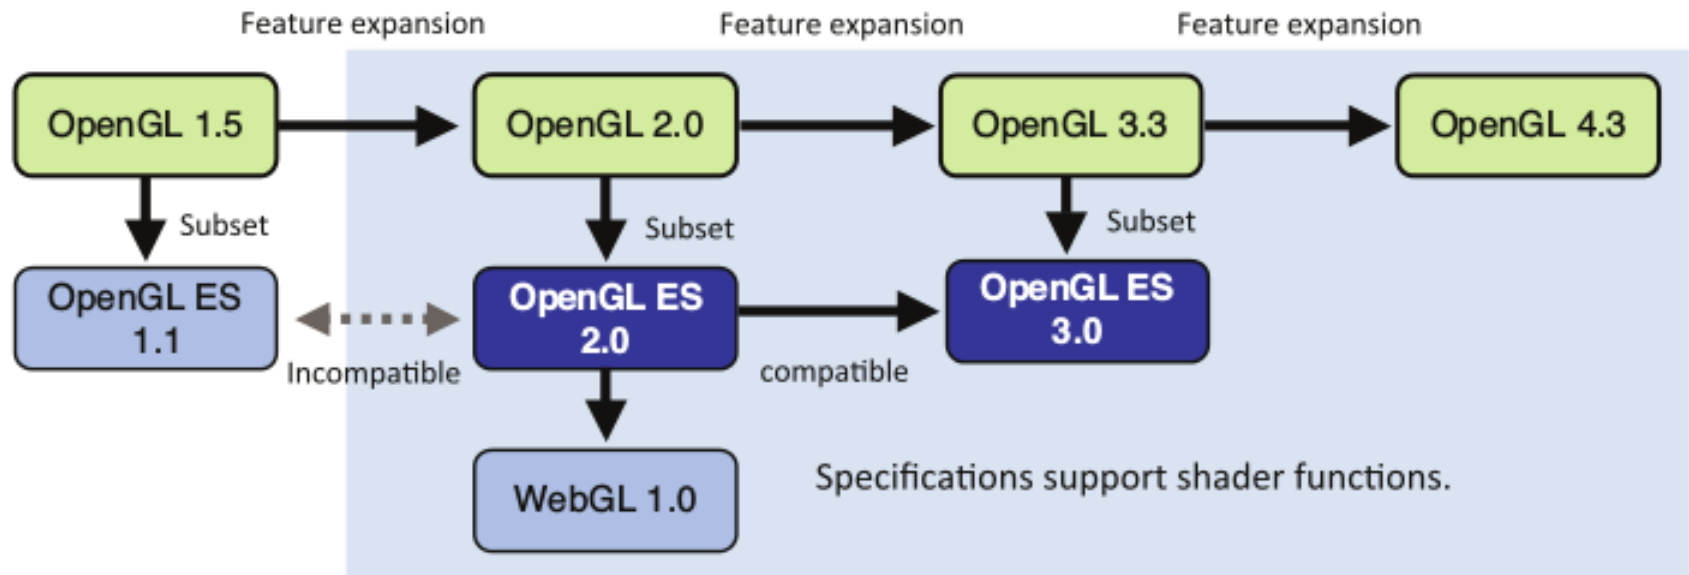 Feature expansion
Feature expansion
Feature expansion
OpenGL 1.5
OpenGL 2.0
OpenGL 3.3
OpenGL 4.3
Subset
Subset
Subset
OpenGL ES
1.1
Incompatible
OpenGL ES
2.0
compatible
OpenGL ES
3.0
WebGL 1.0
Specifications support shader functions.